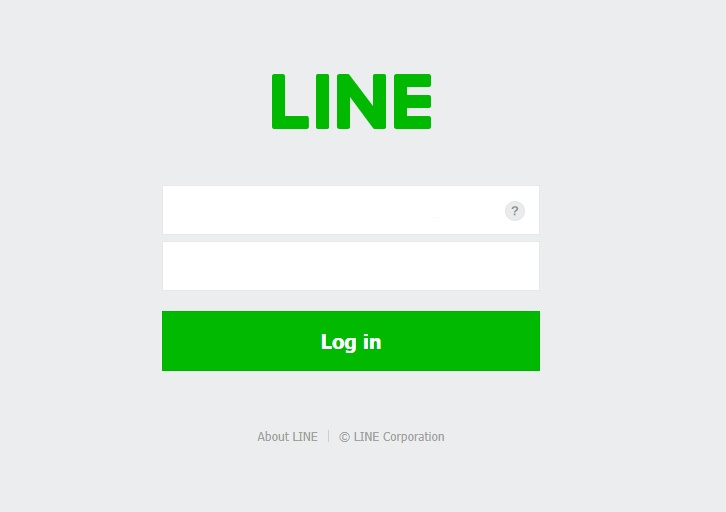 LINE
?
Log in
About LINE | © LINE Corporation